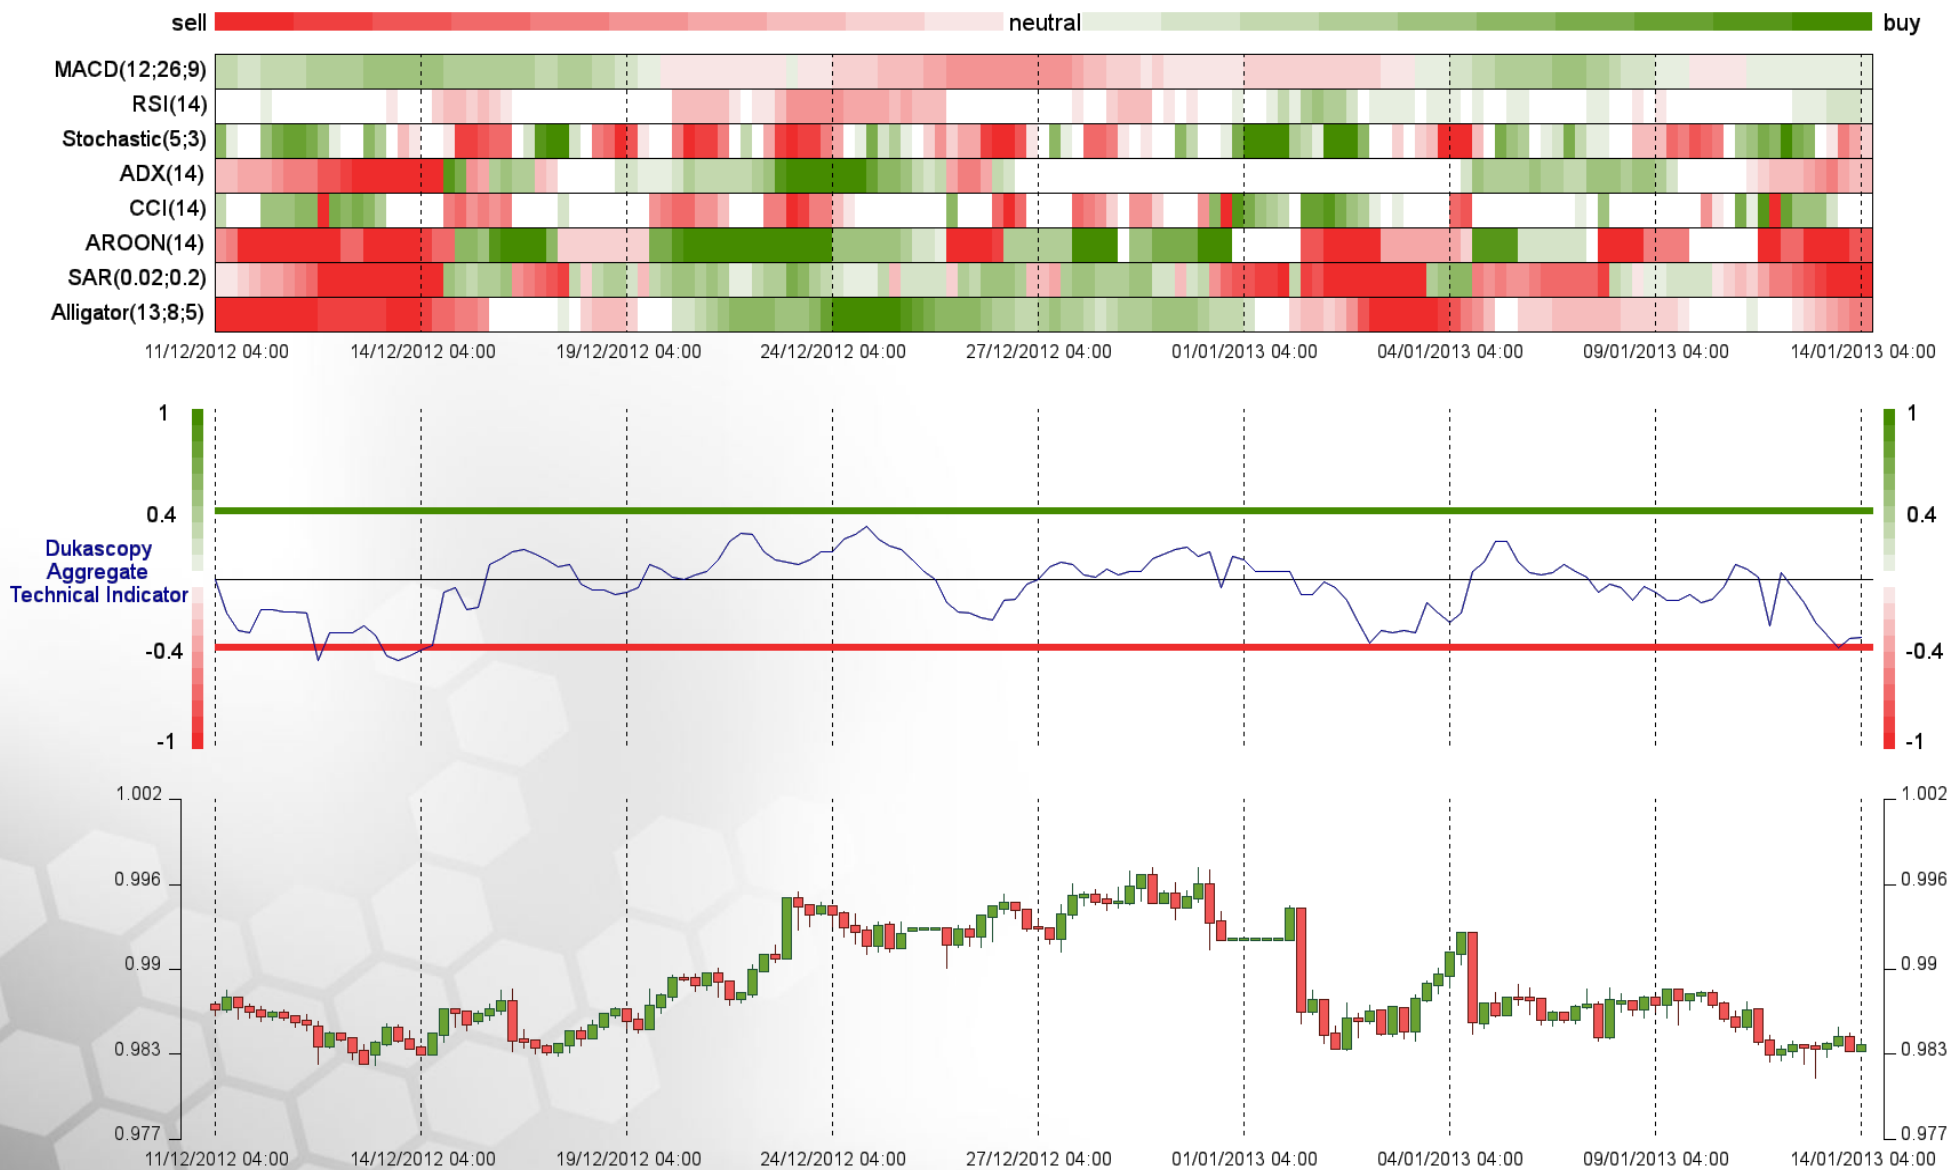 sell neutral buy
MACD(12;26;9)
RSI(14)
Stochastic(5;3)
ADX(14)
CCI(14)
AROON(14)
SAR(0.02;0.2)
Alligator(13;8;5)
11/12/2012 04:00 14/12/2012 04:00 19/12/2012 04:00 24/12/2012 04:00 27/12/2012 04:00 01/01/2013 04:00 04/01/2013 04:00 09/01/2013 04:00 14/01/2013 04:00
1 1
0.4 0.4
Dukascopy
Aggregate
Technical Indicator
-0.4 -0.4
-1 -1
1.002 1.002
0.996 0.996
0.99 0.99
0.983 0.983
0.977 0.977
11/12/2012 04:00 14/12/2012 04:00 19/12/2012 04:00 24/12/2012 04:00 27/12/2012 04:00 01/01/2013 04:00 04/01/2013 04:00 09/01/2013 04:00 14/01/2013 04:00